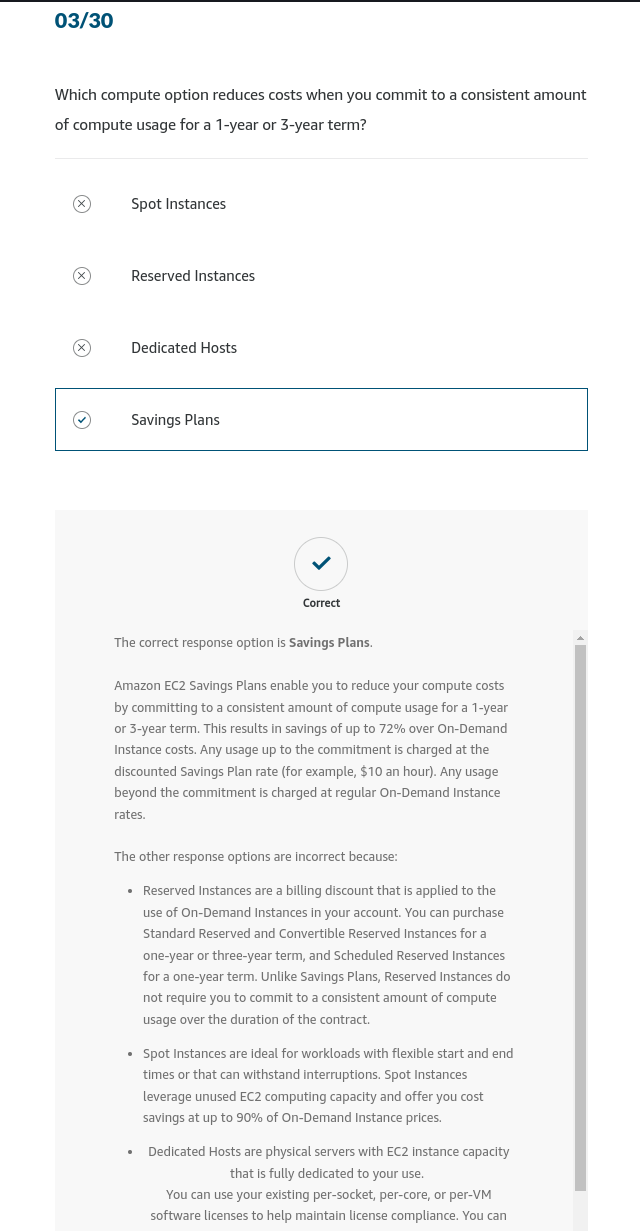 03/30
Which compute option reduces costs when you commit to a consistent amount
of compute usage for a 1-year or 3-year term?
Spot Instances
Reserved Instances
Dedicated Hosts
Savings Plans
Correct
The correct response option is Savings Plans.
Amazon EC2 Savings Plans enable you to reduce your compute costs
by committing to a consistent amount of compute usage for a 1-year
or 3-year term. This results in savings of up to 72% over On-Demand
Instance costs. Any usage up to the commitment is charged at the
discounted Savings Plan rate (for example, $10 an hour). Any usage
beyond the commitment is charged at regular On-Demand Instance
rates.
The other response options are incorrect because:
• Reserved Instances are a billing discount that is applied to the
use of On-Demand Instances in your account. You can purchase
Standard Reserved and Convertible Reserved Instances for a
one-year or three-year term, and Scheduled Reserved Instances
for a one-year term. Unlike Savings Plans, Reserved Instances do
not require you to commit to a consistent amount of compute
usage over the duration of the contract.
• Spot Instances are ideal for workloads with flexible start and end
times or that can withstand interruptions. Spot Instances
leverage unused EC2 computing capacity and offer you cost
savings at up to 90% of On-Demand Instance prices.
• Dedicated Hosts are physical servers with EC2 instance capacity
that is fully dedicated to your use.
You can use your existing per-socket, per-core, or per-VM
software licenses to help maintain license compliance. You can